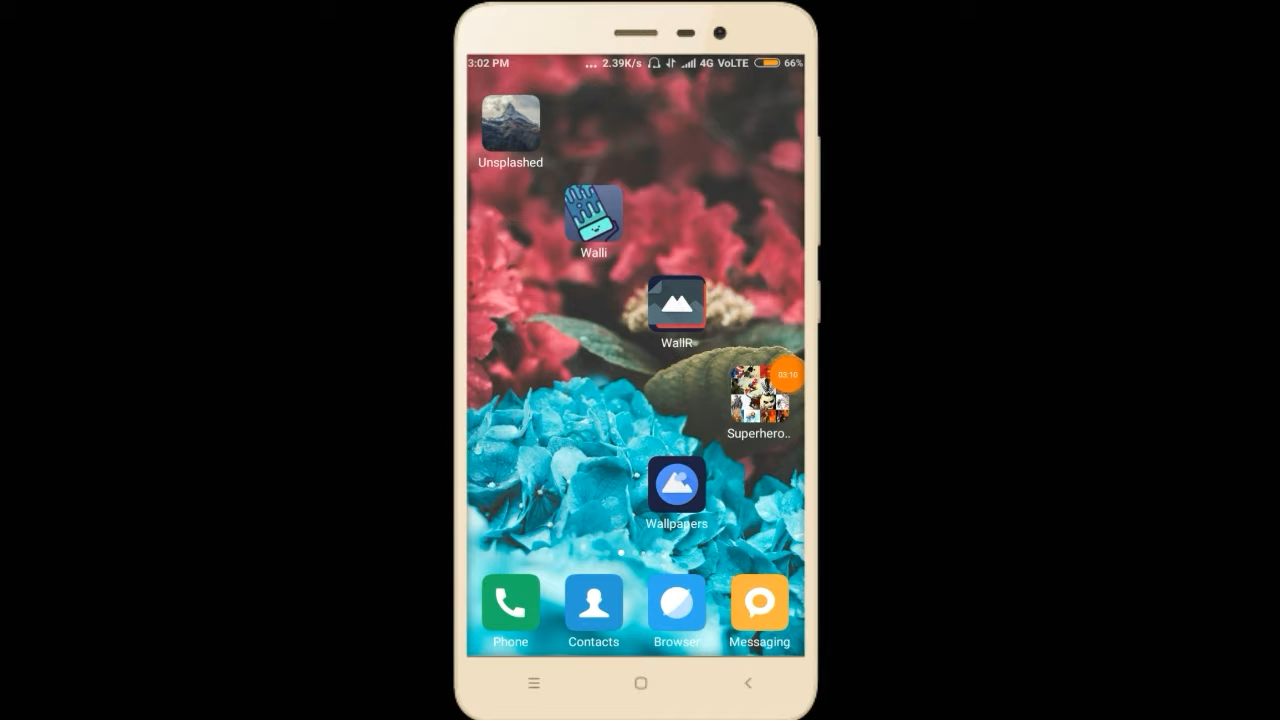 3:02 PM ... 2.39K/s 4G VoLTE 66%
Unsplashed
Walli
WallR
03:10
Superhero..
Wallpapers
Phone Contacts Browser Messaging